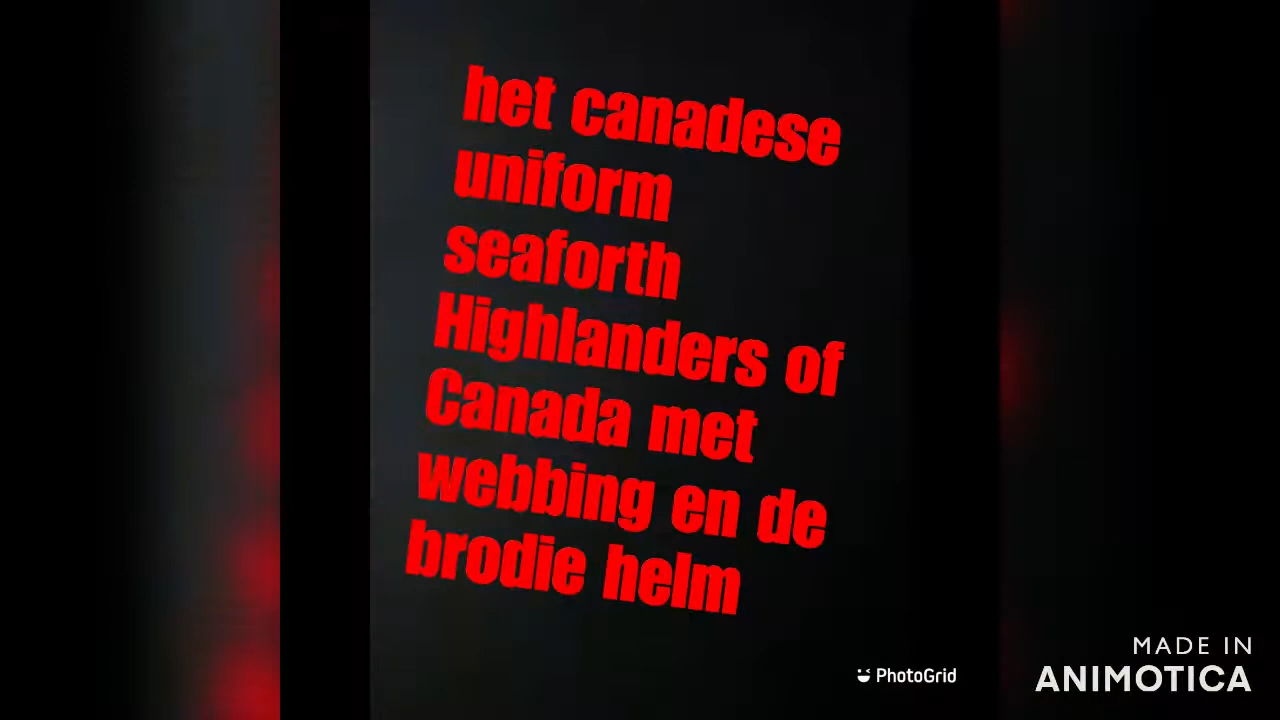 het canadese
uniform
seaforth
Highlanders of
Canada met
webbing en de
brodie helm
PhotoGrid
MADE IN
ANIMOTICA